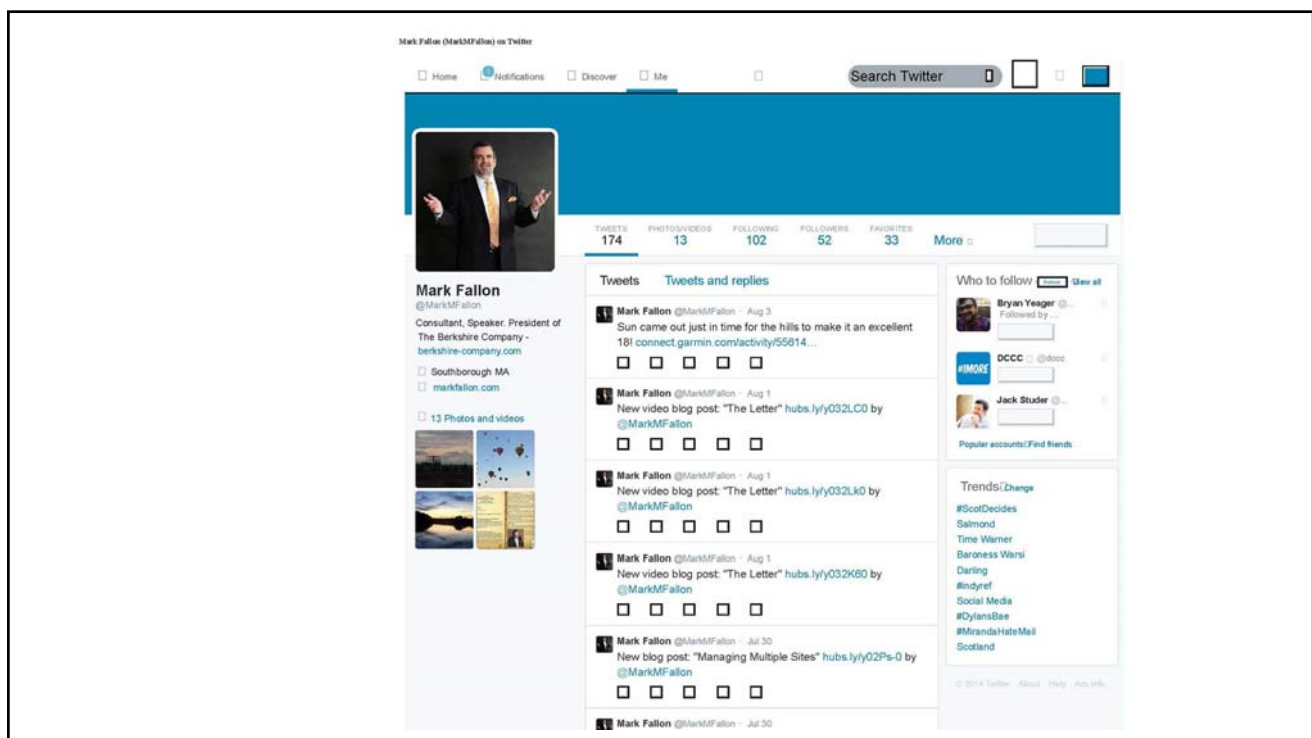 Mark Fallon (MarkMFallon) on Twitter
Home Notifications Discover Me
Search Twitter
TWEETS PHOTOS/VIDEOS FOLLOWING FOLLOWERS FAVORITES
174 13 102 52 33 More
Mark Fallon
@MarkMFallon
Consultant, Speaker. President of
The Berkshire Company -
berkshire-company.com
Southborough MA
markfallon.com
13 Photos and videos
Tweets Tweets and replies
Mark Fallon @MarkMFallon · Aug 3
Sun came out just in time for the hills to make it an excellent
18! connect.garmin.com/activity/55614...
Mark Fallon @MarkMFallon · Aug 1
New video blog post: "The Letter" hubs.ly/y032LC0 by
@MarkMFallon
Mark Fallon @MarkMFallon · Aug 1
New video blog post: "The Letter" hubs.ly/y032Lk0 by
@MarkMFallon
Mark Fallon @MarkMFallon · Aug 1
New video blog post: "The Letter" hubs.ly/y032K60 by
@MarkMFallon
Mark Fallon @MarkMFallon · Jul 30
New blog post: "Managing Multiple Sites" hubs.ly/y02Ps-0 by
@MarkMFallon
Mark Fallon @MarkMFallon · Jul 30
Who to follow · View all
Bryan Yeager @...
Followed by ...
#IMORE
DCCC @dccc
Jack Studer @...
Popular accounts Find friends
Trends Change
#ScotDecides
Salmond
Time Warner
Baroness Warsi
Darling
#indyref
Social Media
#DylansBae
#MirandaHateMail
Scotland
© 2014 Twitter About Help Ads info